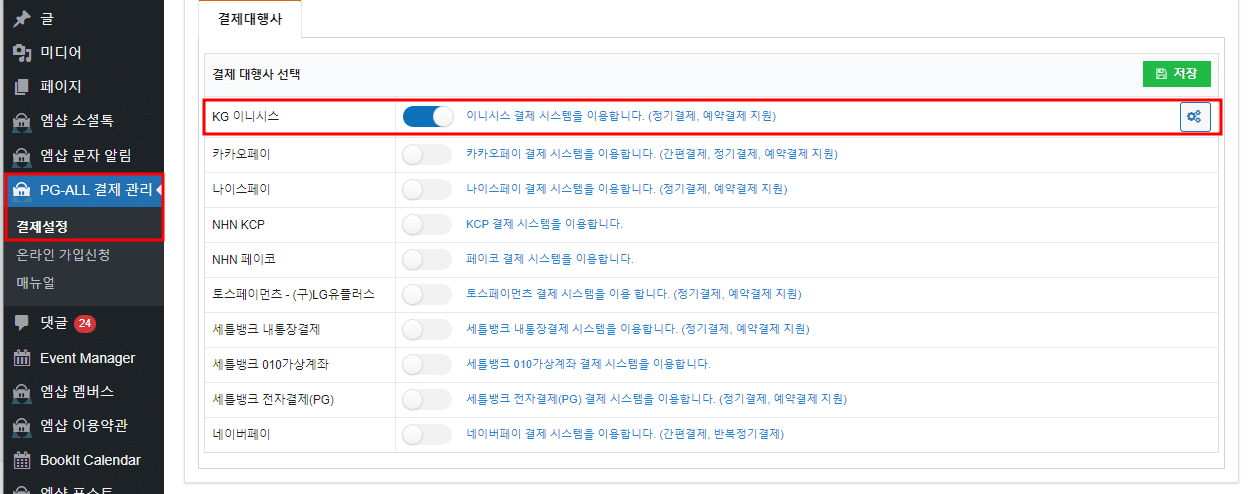 글
미디어
페이지
엠샵 소셜톡
엠샵 문자 알림
PG-ALL 결제 관리
결제설정
온라인 가입신청
매뉴얼
댓글 24
Event Manager
엠샵 멤버스
엠샵 이용약관
BookIt Calendar
엠샵 포스트
결제대행사
결제 대행사 선택
저장
KG 이니시스 이니시스 결제 시스템을 이용합니다. (정기결제, 예약결제 지원)
카카오페이 카카오페이 결제 시스템을 이용합니다. (간편결제, 정기결제, 예약결제 지원)
나이스페이 나이스페이 결제 시스템을 이용합니다. (정기결제, 예약결제 지원)
NHN KCP KCP 결제 시스템을 이용합니다.
NHN 페이코 페이코 결제 시스템을 이용합니다.
토스페이먼츠 - (구)LG유플러스 토스페이먼츠 결제 시스템을 이용 합니다. (정기결제, 예약결제 지원)
세틀뱅크 내통장결제 세틀뱅크 내통장결제 시스템을 이용합니다. (정기결제, 예약결제 지원)
세틀뱅크 010가상계좌 세틀뱅크 010가상계좌 결제 시스템을 이용합니다.
세틀뱅크 전자결제(PG) 세틀뱅크 전자결제(PG) 결제 시스템을 이용합니다. (정기결제, 예약결제 지원)
네이버페이 네이버페이 결제 시스템을 이용합니다. (간편결제, 반복정기결제)